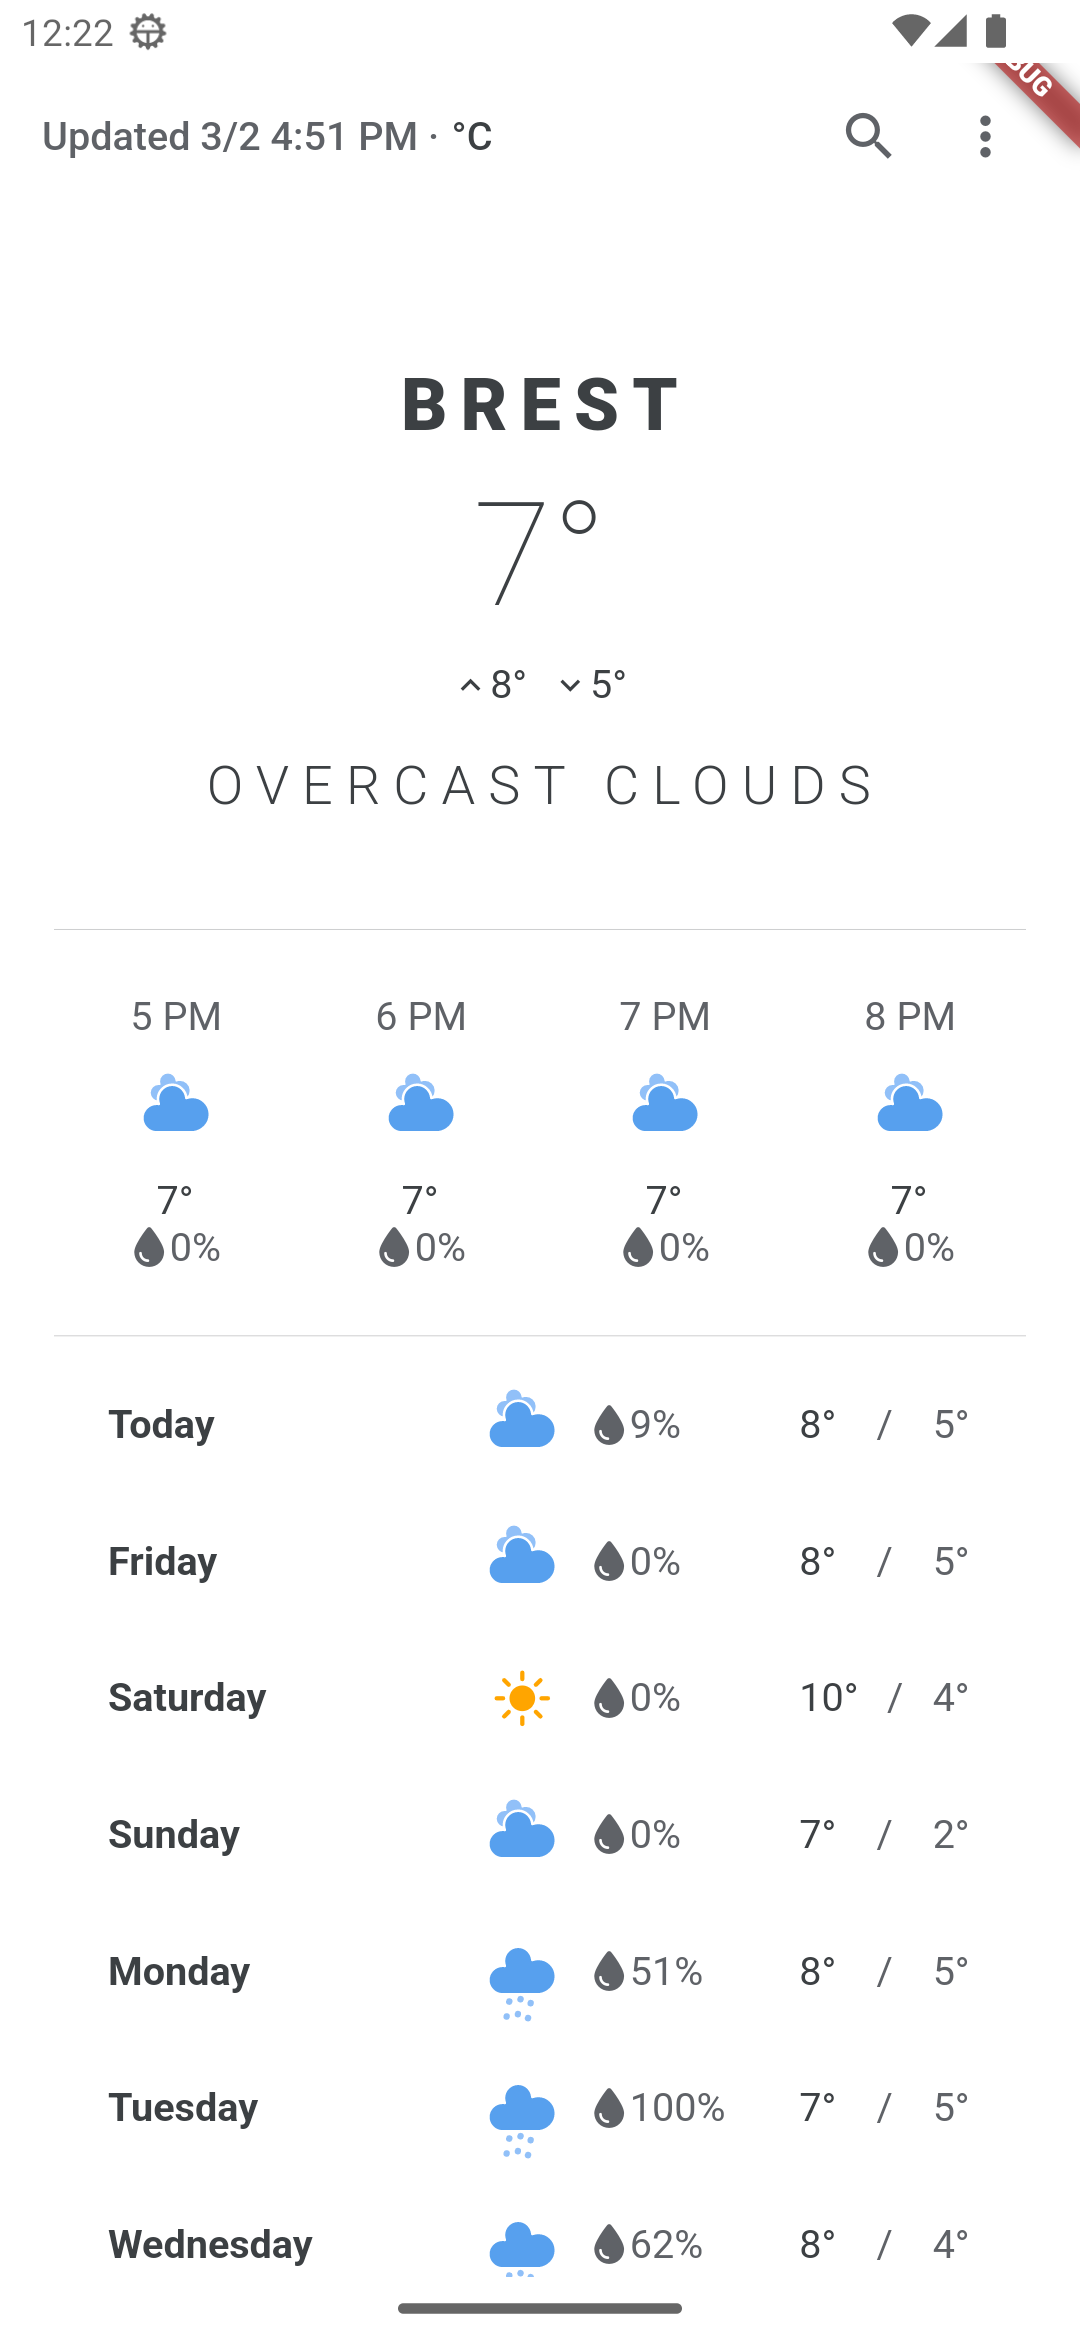 12:22
UG
Updated 3/2 4:51 PM · °C
BREST
7°
8° 5°
OVERCAST CLOUDS
5 PM 6 PM 7 PM 8 PM
7° 7° 7° 7°
0% 0% 0% 0%
Today 9% 8° / 5°
Friday 0% 8° / 5°
Saturday 0% 10° / 4°
Sunday 0% 7° / 2°
Monday 51% 8° / 5°
Tuesday 100% 7° / 5°
Wednesday 62% 8° / 4°